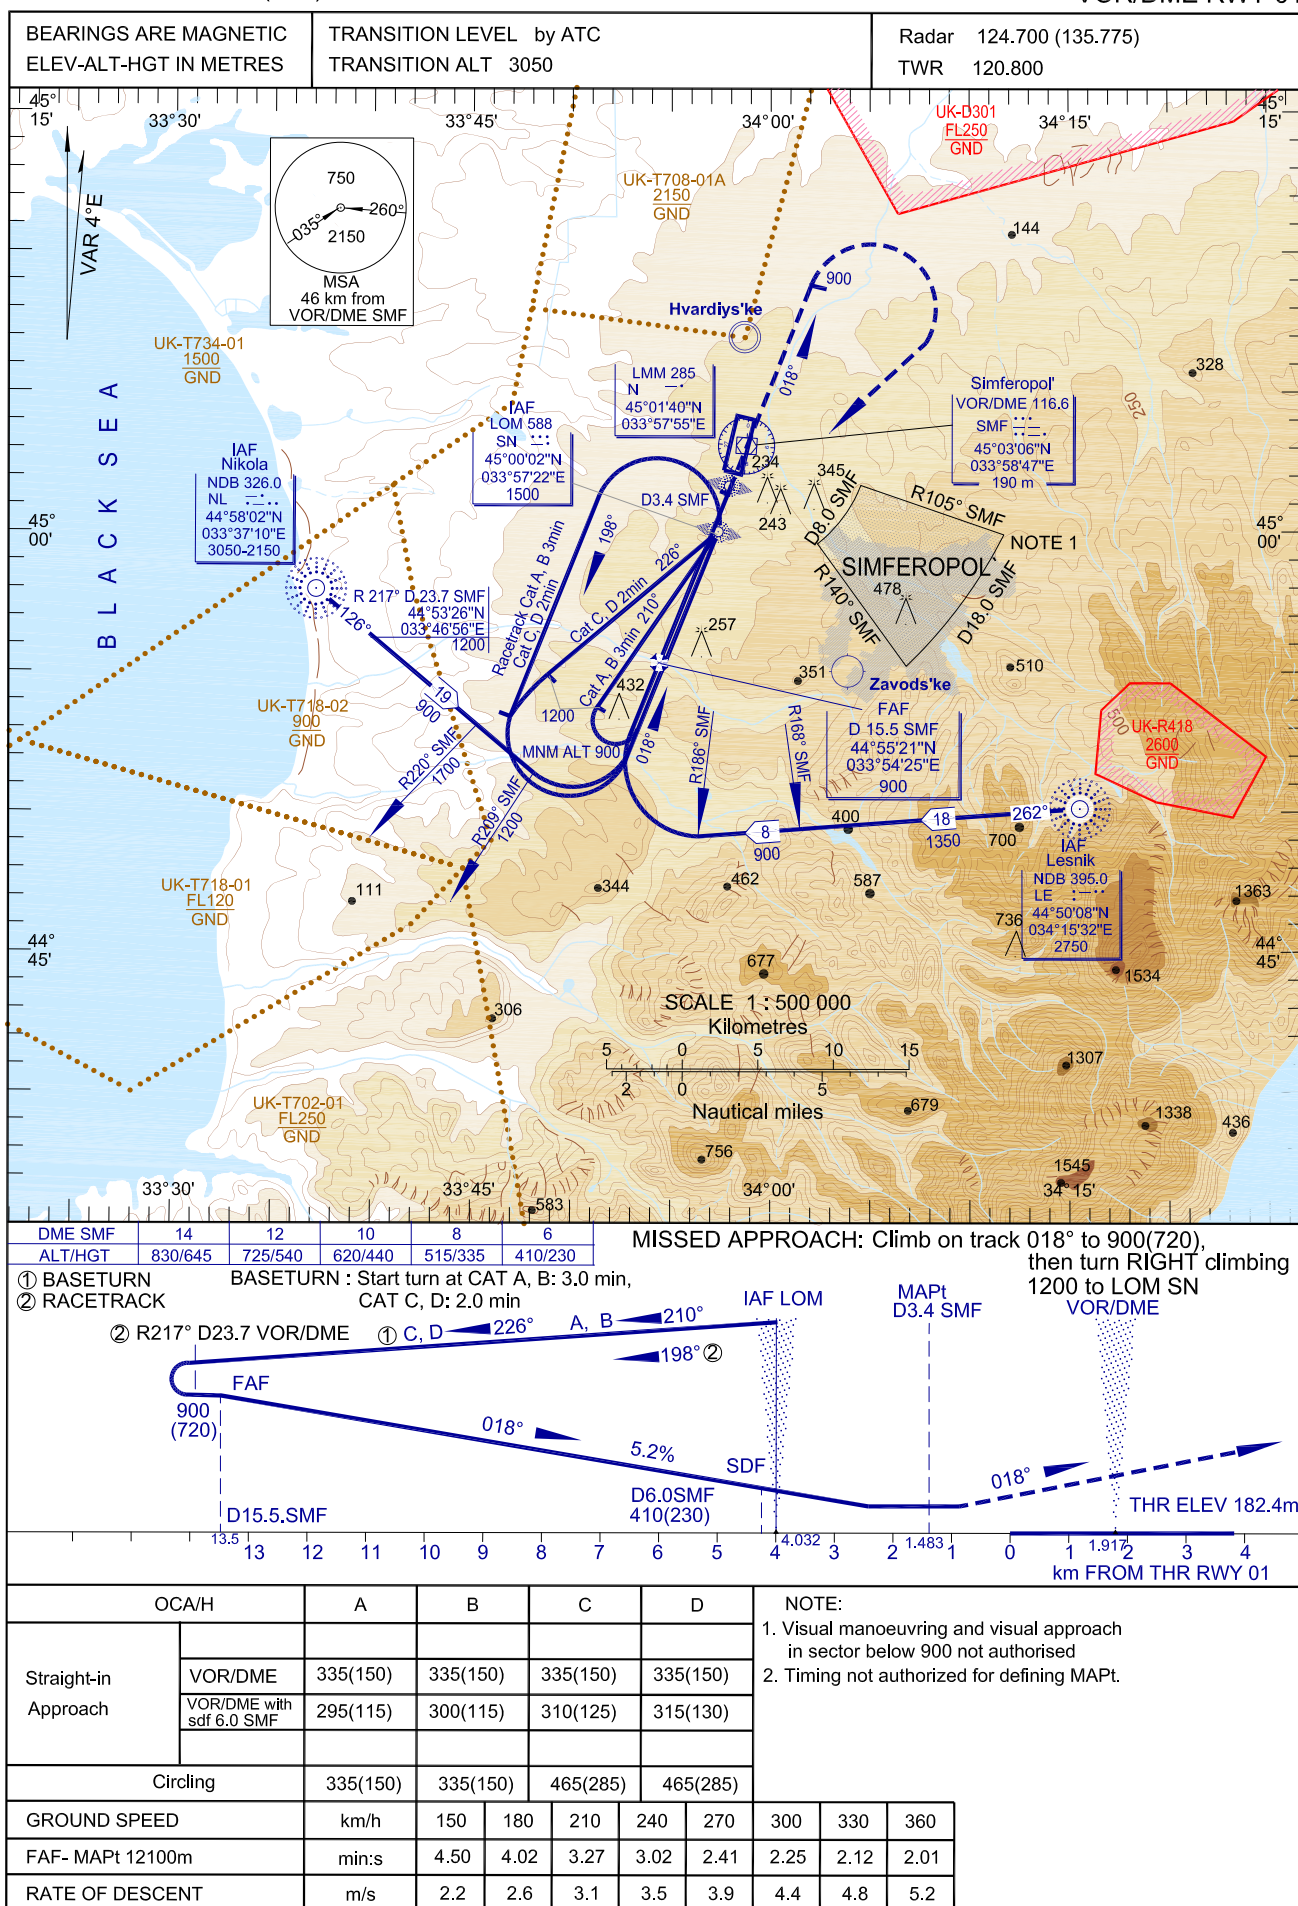 VOR/DME RWY 01
BEARINGS ARE MAGNETIC
ELEV-ALT-HGT IN METRES
TRANSITION LEVEL by ATC
TRANSITION ALT 3050
Radar 124.700 (135.775)
TWR 120.800
45°
15'
33°30'
33°45'
34°00'
34°15'
45°
15'
VAR 4°E
750
035°
260°
2150
MSA
46 km from
VOR/DME SMF
UK-D301
FL250
GND
UK-T708-01A
2150
GND
144
900
Hvardiys'ke
018°
UK-T734-01
1500
GND
328
250
BLACK SEA
LMM 285
N
45°01'40"N
033°57'55"E
Simferopol'
VOR/DME 116.6
SMF
45°03'06"N
033°58'47"E
190 m
IAF
LOM 588
SN
45°00'02"N
033°57'22"E
1500
IAF
Nikola
NDB 326.0
NL
44°58'02"N
033°37'10"E
3050-2150
234
345
243
D3.4 SMF
D8.0 SMF
R105° SMF
NOTE 1
45°
00'
45°
00'
SIMFEROPOL'
478
R140° SMF
D18.0 SMF
198°
226°
Racetrack Cat A, B 3min
Cat C, D 2min
Cat C, D 2min
Cat A, B 3min 210°
R 217° D 23.7 SMF
44°53'26"N
033°46'56"E
1200
126°
257
351
510
Zavods'ke
19
900
432
1200
MNM ALT 900
018°
FAF
D 15.5 SMF
44°55'21"N
033°54'25"E
900
R186° SMF
R168° SMF
UK-T718-02
900
GND
500
UK-R418
2600
GND
R220° SMF
1700
R209° SMF
1200
8
900
400
18
1350
262°
700
IAF
Lesnik
NDB 395.0
LE
44°50'08"N
034°15'32"E
2750
UK-T718-01
FL120
GND
111
344
462
587
736
1363
44°
45'
44°
45'
677
1534
306
SCALE 1 : 500 000
Kilometres
5 0 5 10 15
2 0 5
Nautical miles
1307
UK-T702-01
FL250
GND
679
1338
436
756
1545
583
33°30'
33°45'
34°00'
34°15'
DME SMF 14 12 10 8 6
ALT/HGT 830/645 725/540 620/440 515/335 410/230
MISSED APPROACH: Climb on track 018° to 900(720),
then turn RIGHT climbing
1200 to LOM SN
① BASETURN
② RACETRACK
BASETURN : Start turn at CAT A, B: 3.0 min,
CAT C, D: 2.0 min
IAF LOM
MAPt
D3.4 SMF
VOR/DME
② R217° D23.7 VOR/DME
① C, D 226° A, B 210°
198° ②
FAF
900
(720)
018°
5.2%
SDF
D6.0SMF
410(230)
018°
THR ELEV 182.4m
D15.5.SMF
13.5 4.032 1.483 1.917
13 12 11 10 9 8 7 6 5 4 3 2 1 0 1 2 3 4
km FROM THR RWY 01
OCA/H A B C D
Straight-in
Approach
VOR/DME 335(150) 335(150) 335(150) 335(150)
VOR/DME with
sdf 6.0 SMF
295(115) 300(115) 310(125) 315(130)
Circling 335(150) 335(150) 465(285) 465(285)
NOTE:
1. Visual manoeuvring and visual approach
in sector below 900 not authorised
2. Timing not authorized for defining MAPt.
GROUND SPEED km/h 150 180 210 240 270 300 330 360
FAF- MAPt 12100m min:s 4.50 4.02 3.27 3.02 2.41 2.25 2.12 2.01
RATE OF DESCENT m/s 2.2 2.6 3.1 3.5 3.9 4.4 4.8 5.2